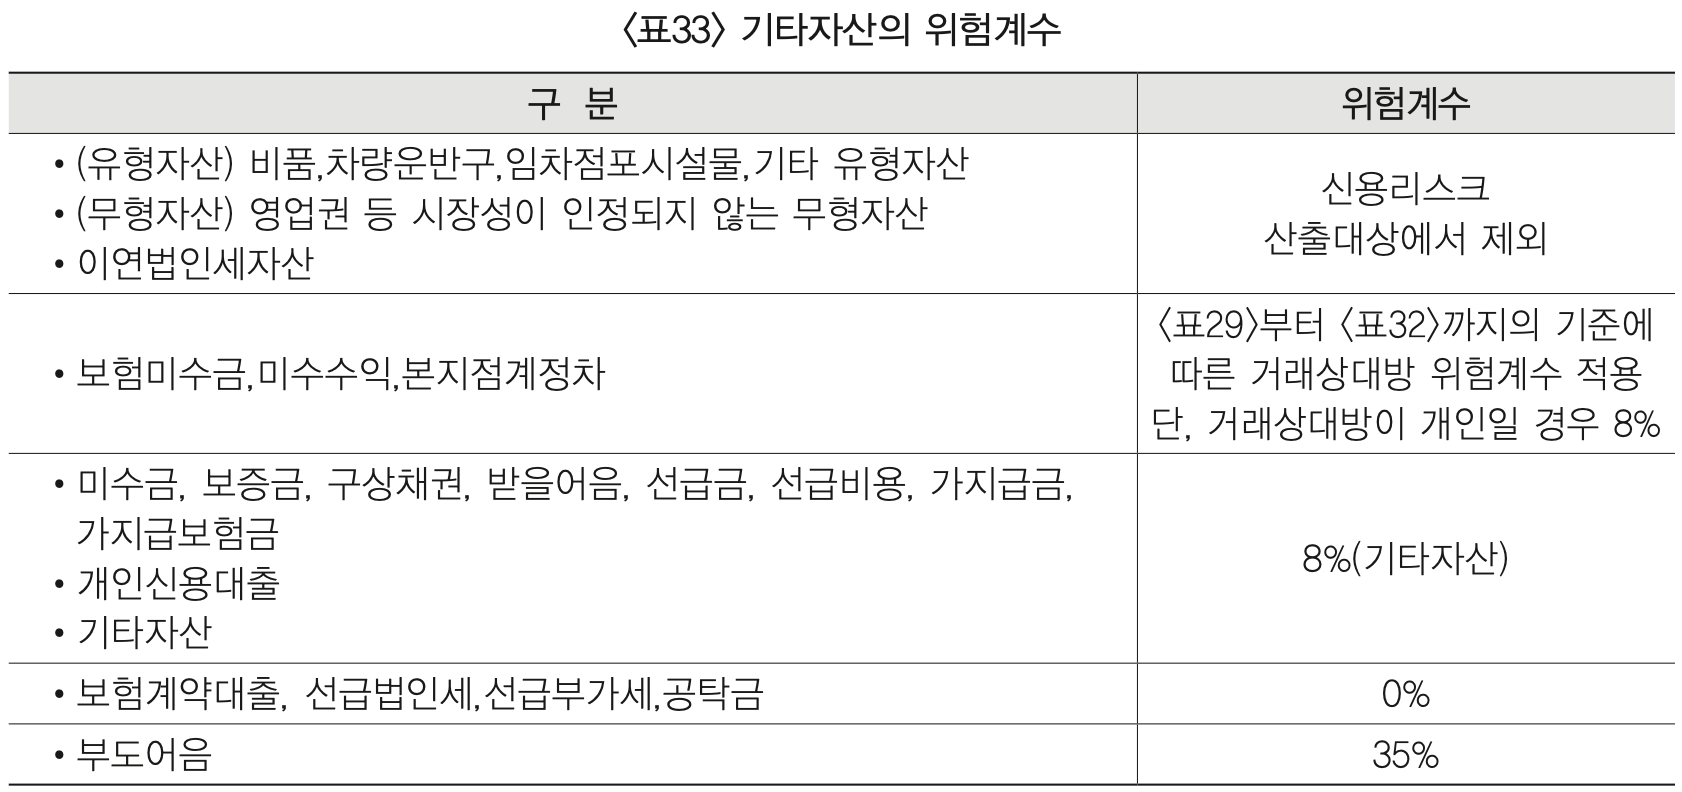 〈표33〉 기타자산의 위험계수
구 분
위험계수
• (유형자산) 비품,차량운반구,임차점포시설물,기타 유형자산
• (무형자산) 영업권 등 시장성이 인정되지 않는 무형자산
• 이연법인세자산
신용리스크
산출대상에서 제외
• 보험미수금,미수수익,본지점계정차
〈표29〉부터 〈표32〉까지의 기준에
따른 거래상대방 위험계수 적용
단, 거래상대방이 개인일 경우 8%
• 미수금, 보증금, 구상채권, 받을어음, 선급금, 선급비용, 가지급금,
가지급보험금
• 개인신용대출
• 기타자산
8%(기타자산)
• 보험계약대출, 선급법인세,선급부가세,공탁금
0%
• 부도어음
35%